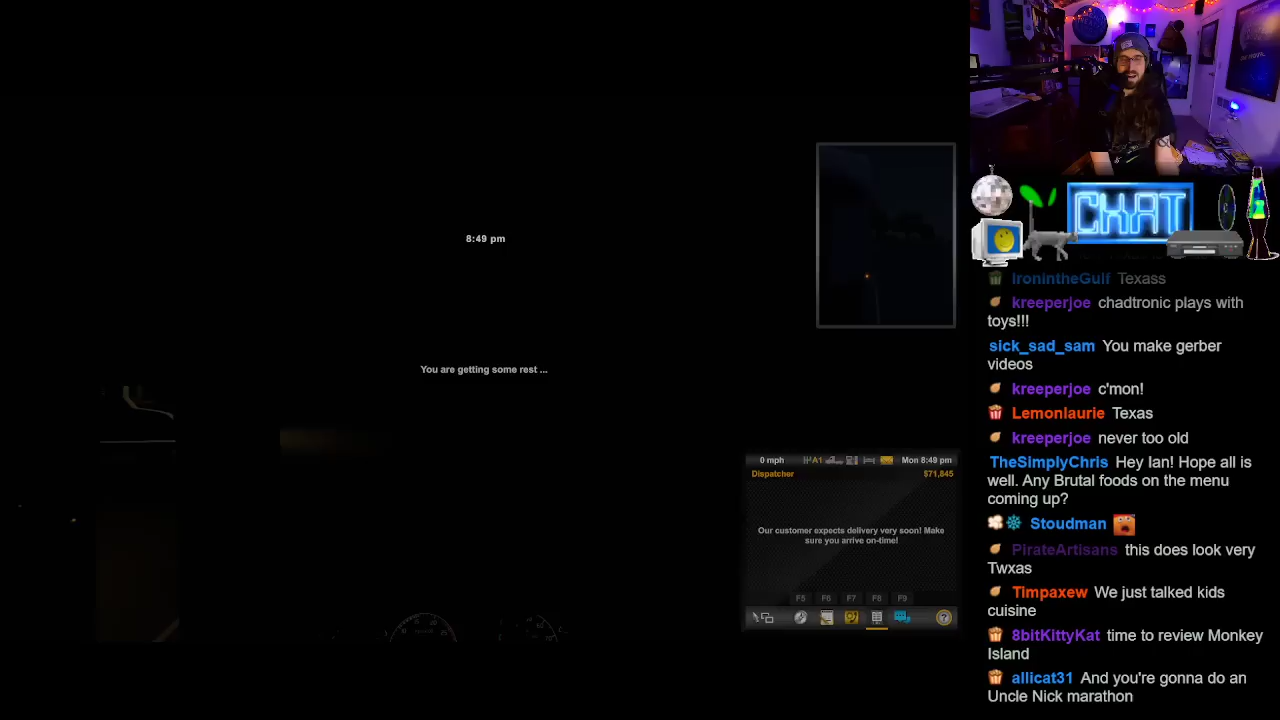 8:49 pm
You are getting some rest ...
0 mph
A1
Mon 8:49 pm
Dispatcher
$71,845
Our customer expects delivery very soon! Make
sure you arrive on-time!
F5 F6 F7 F8 F9
CHAT
IronintheGulf Texass
kreeperjoe chadtronic plays with
toys!!!
sick_sad_sam You make gerber
videos
kreeperjoe c'mon!
Lemonlaurie Texas
kreeperjoe never too old
TheSimplyChris Hey Ian! Hope all is
well. Any Brutal foods on the menu
coming up?
Stoudman
PirateArtisans this does look very
Twxas
Timpaxew We just talked kids
cuisine
8bitKittyKat time to review Monkey
Island
allicat31 And you're gonna do an
Uncle Nick marathon